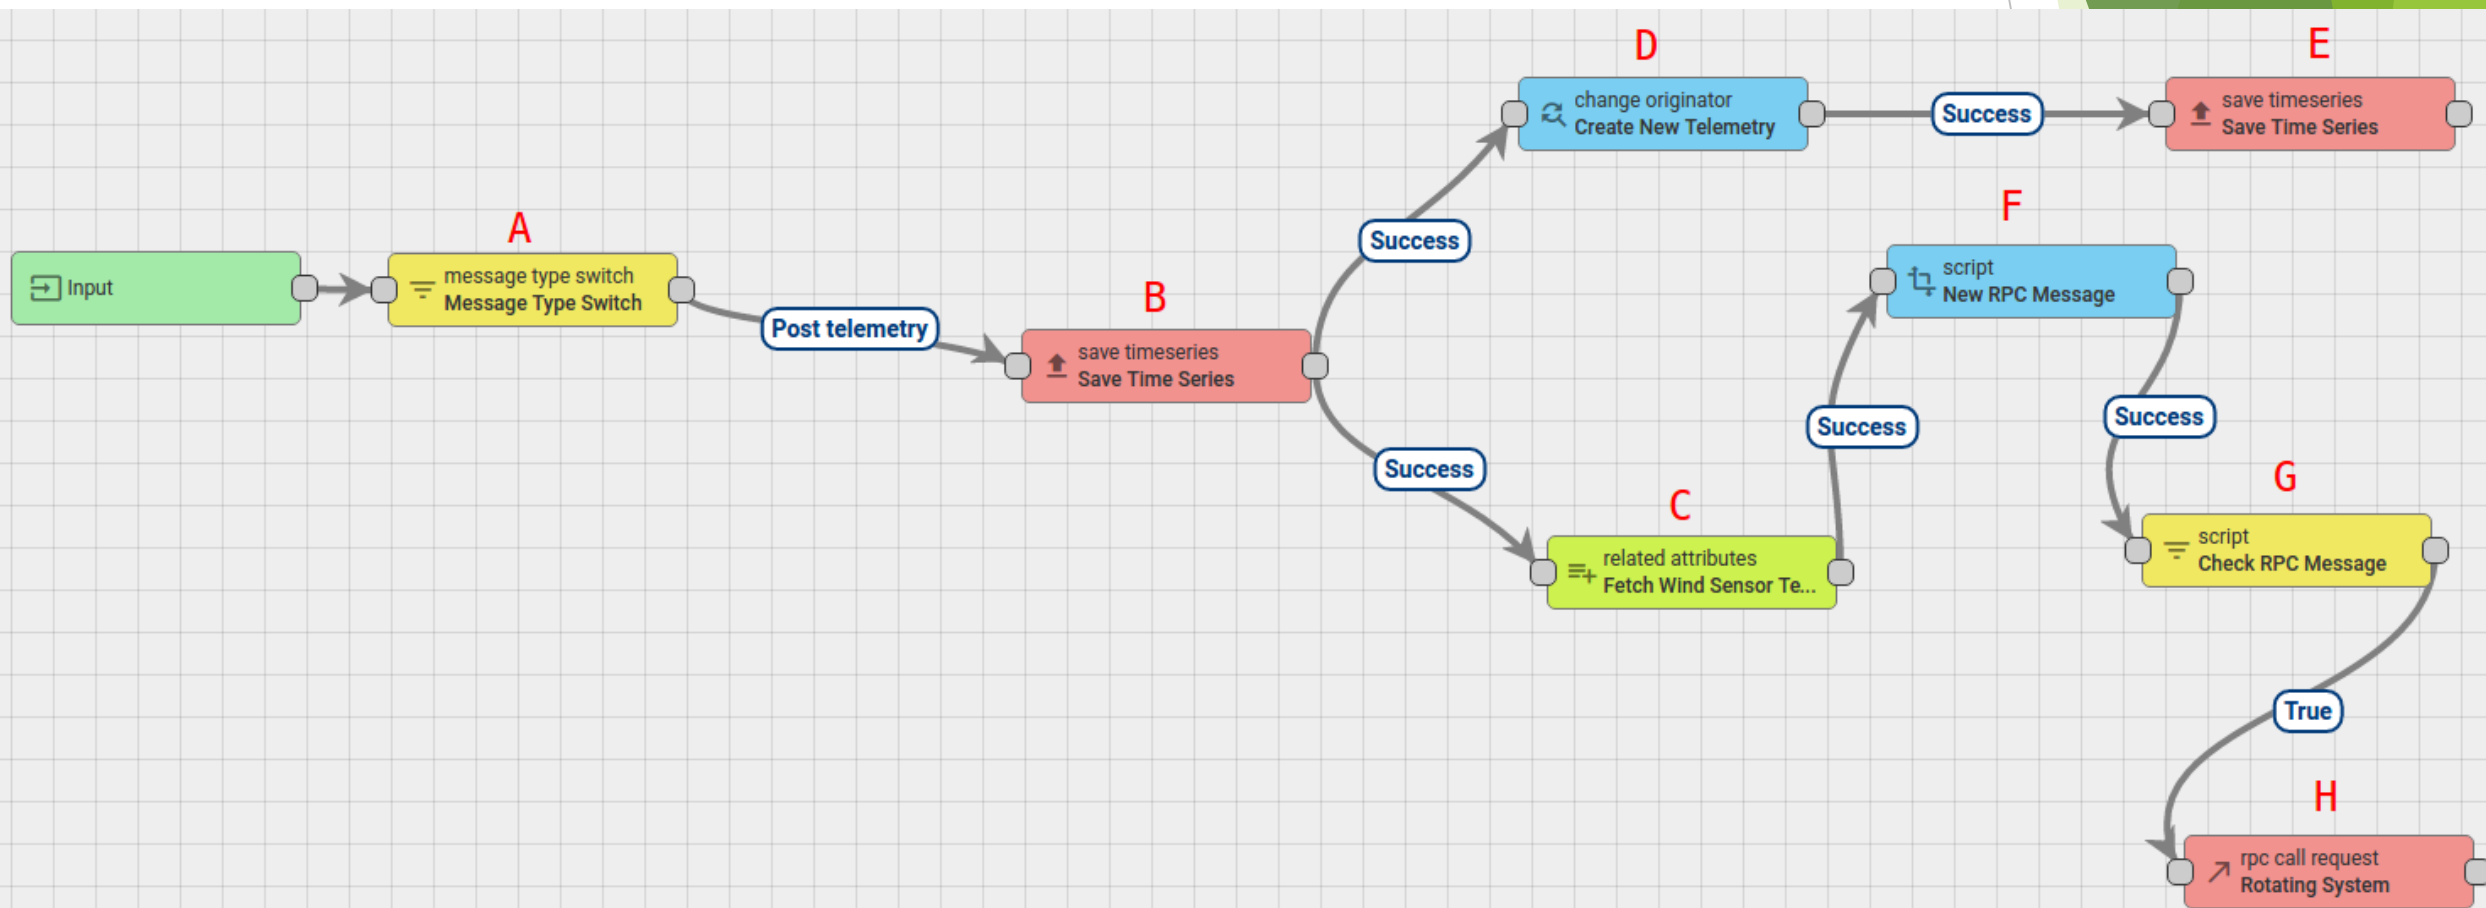 D
E
change originator
Create New Telemetry
Success
save timeseries
Save Time Series
F
A
Success
script
New RPC Message
Input
message type switch
Message Type Switch
B
Post telemetry
save timeseries
Save Time Series
Success
Success
Success
G
C
script
Check RPC Message
related attributes
Fetch Wind Sensor Te...
True
H
rpc call request
Rotating System